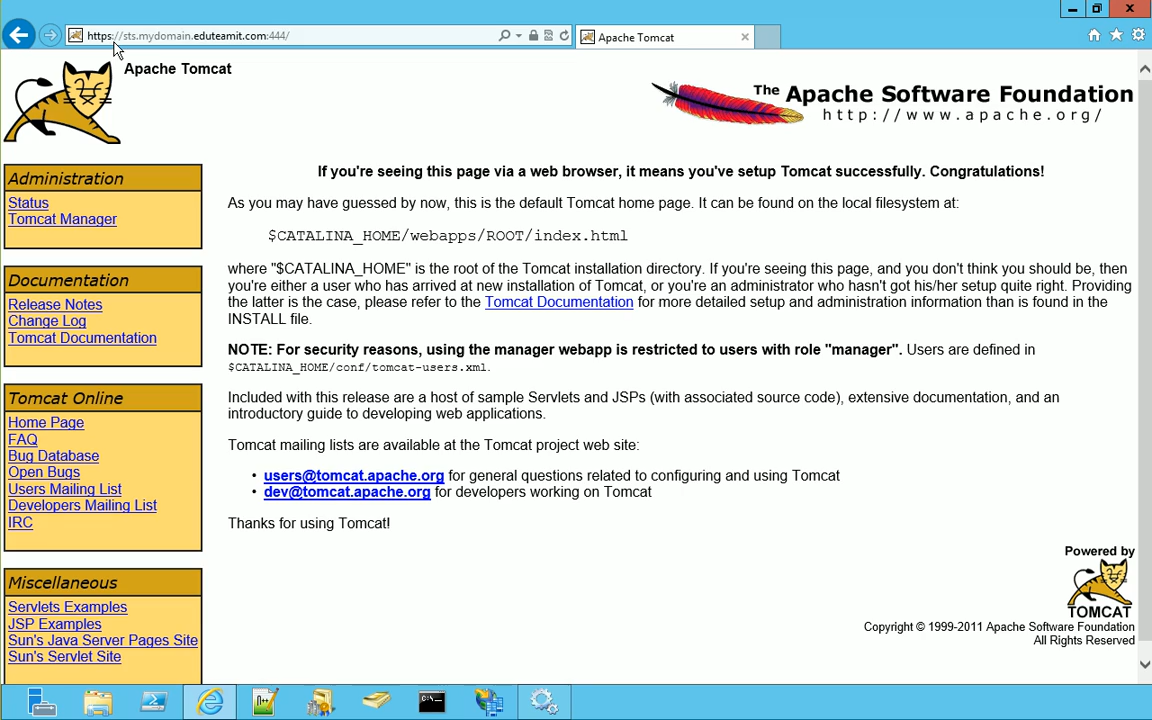 https://sts.mydomain.eduteamit.com:444/
Apache Tomcat
Apache Tomcat
The Apache Software Foundation
http://www.apache.org/
Administration
Status
Tomcat Manager
Documentation
Release Notes
Change Log
Tomcat Documentation
Tomcat Online
Home Page
FAQ
Bug Database
Open Bugs
Users Mailing List
Developers Mailing List
IRC
Miscellaneous
Servlets Examples
JSP Examples
Sun's Java Server Pages Site
Sun's Servlet Site
If you're seeing this page via a web browser, it means you've setup Tomcat successfully. Congratulations!
As you may have guessed by now, this is the default Tomcat home page. It can be found on the local filesystem at:
$CATALINA_HOME/webapps/ROOT/index.html
where "$CATALINA_HOME" is the root of the Tomcat installation directory. If you're seeing this page, and you don't think you should be, then
you're either a user who has arrived at new installation of Tomcat, or you're an administrator who hasn't got his/her setup quite right. Providing
the latter is the case, please refer to the Tomcat Documentation for more detailed setup and administration information than is found in the
INSTALL file.
NOTE: For security reasons, using the manager webapp is restricted to users with role "manager". Users are defined in
$CATALINA_HOME/conf/tomcat-users.xml.
Included with this release are a host of sample Servlets and JSPs (with associated source code), extensive documentation, and an
introductory guide to developing web applications.
Tomcat mailing lists are available at the Tomcat project web site:
• users@tomcat.apache.org for general questions related to configuring and using Tomcat
• dev@tomcat.apache.org for developers working on Tomcat
Thanks for using Tomcat!
Powered by
TOMCAT
Copyright © 1999-2011 Apache Software Foundation
All Rights Reserved